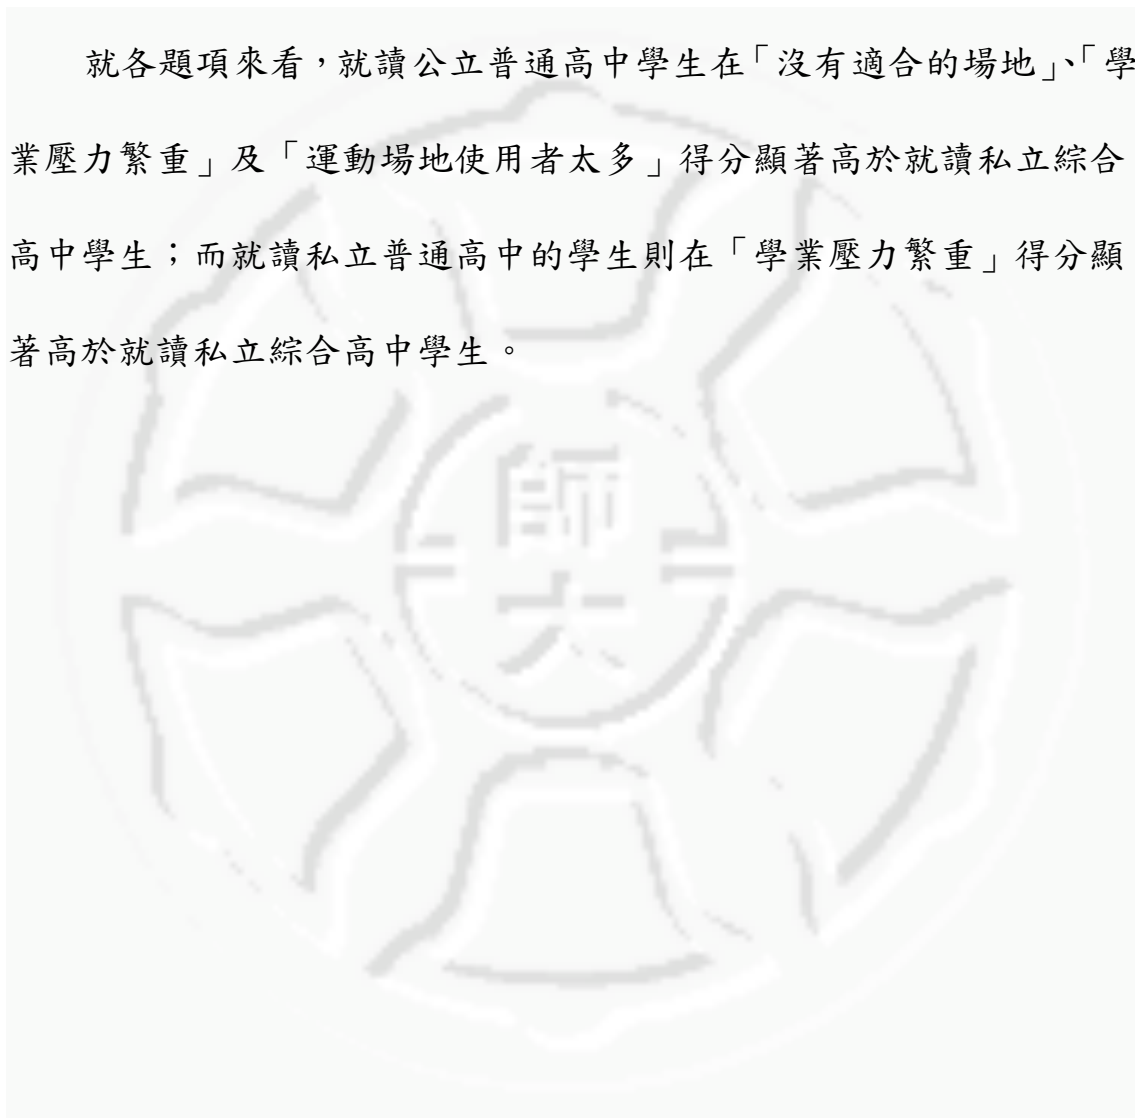 就各題項來看，就讀公立普通高中學生在「沒有適合的場地」、「學
業壓力繁重」及「運動場地使用者太多」得分顯著高於就讀私立綜合
高中學生；而就讀私立普通高中的學生則在「學業壓力繁重」得分顯
著高於就讀私立綜合高中學生。
師
大